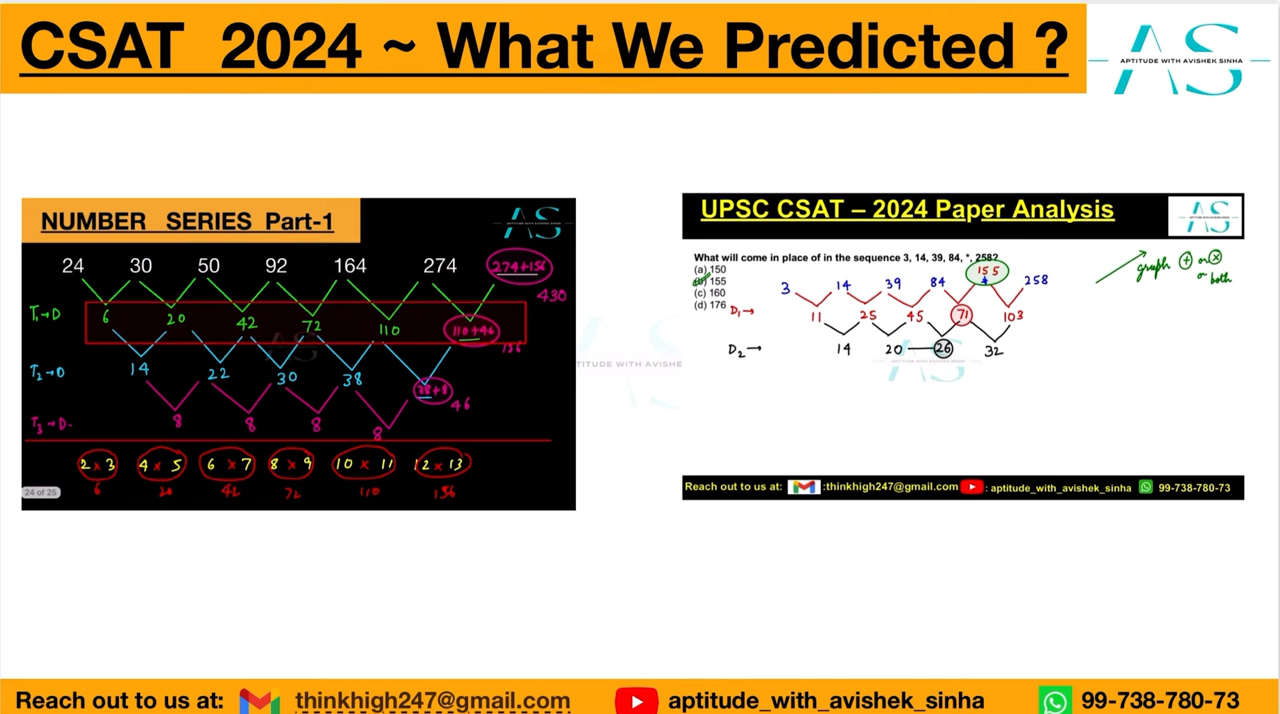 CSAT 2024 ~ What We Predicted ?
AS
APTITUDE WITH AVISHEK SINHA
NUMBER SERIES Part-1
AS
24 30 50 92 164 274 274+156
430
T₁→D 6 20 42 72 110 110+46
156
T₂→D 14 22 30 38 38+8
46
T₃→D 8 8 8 8
2 x 3 4 x 5 6 x 7 8 x 9 10 x 11 12 x 13
6 20 42 72 110 156
24 of 25
APTITUDE WITH AVISHE
UPSC CSAT – 2024 Paper Analysis
AS
What will come in place of in the sequence 3, 14, 39, 84, *, 258?
(a) 150
(b) 155
(c) 160
(d) 176
graph + or x
or both
155
3 14 39 84 * 258
D₁→ 11 25 45 71 103
D₂→ 14 20 26 32
Reach out to us at: :thinkhigh247@gmail.com : aptitude_with_avishek_sinha 99-738-780-73
Reach out to us at: thinkhigh247@gmail.com aptitude_with_avishek_sinha 99-738-780-73